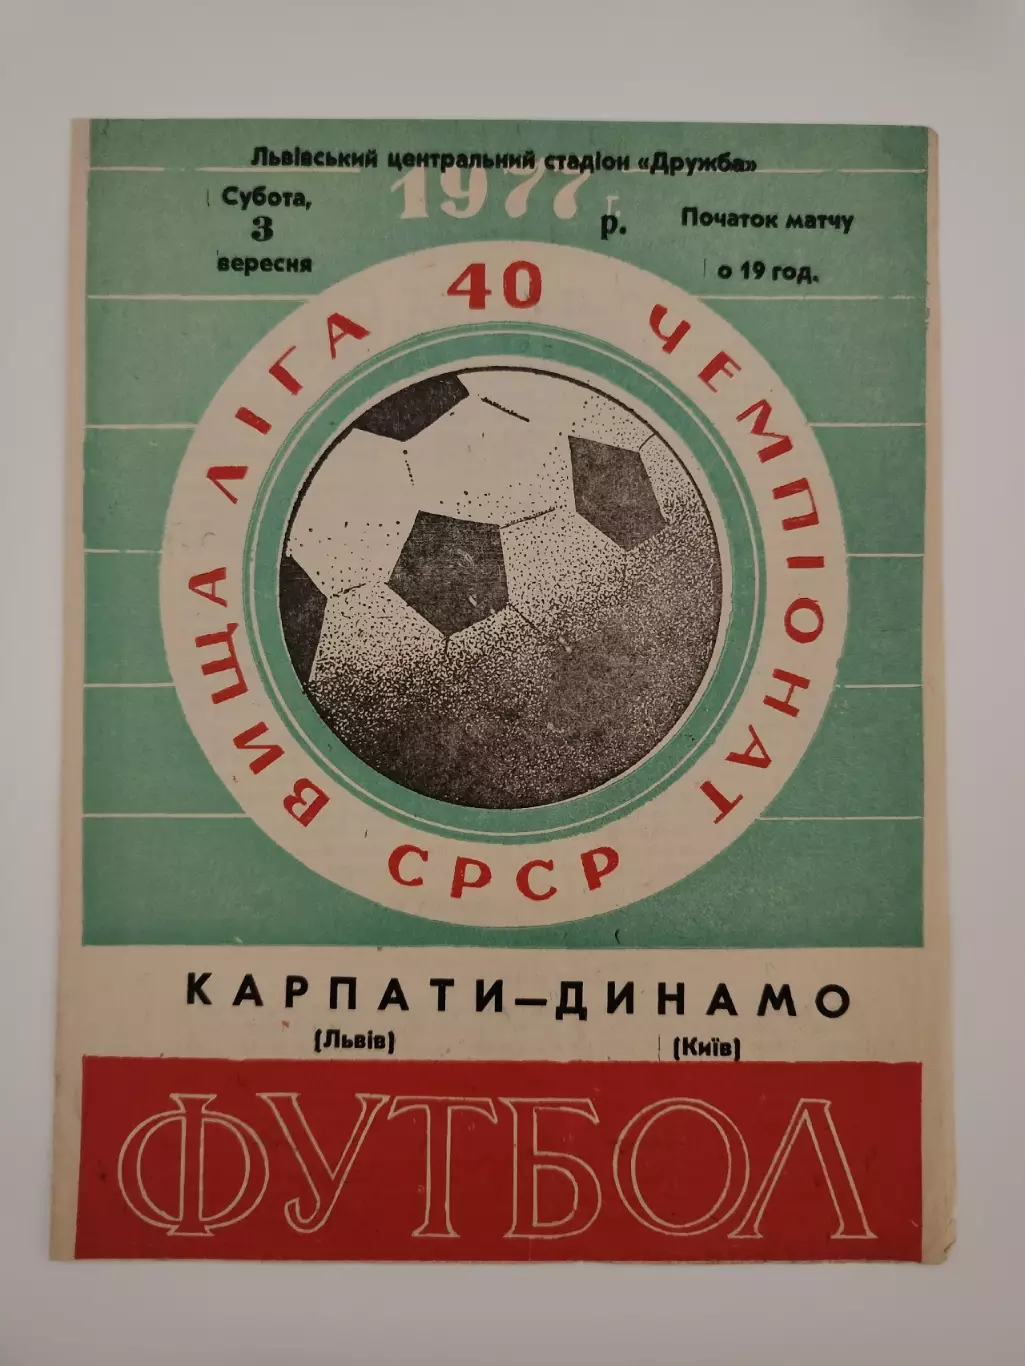 Львівський центральний стадіон «Дружба»
Субота,
3
вересня
1977 р.
Початок матчу
о 19 год.
ВИЩА ЛІГА 40 ЧЕМПІОНАТ
СРСР
КАРПАТИ—ДИНАМО
(Львів) (Київ)
ФУТБОЛ